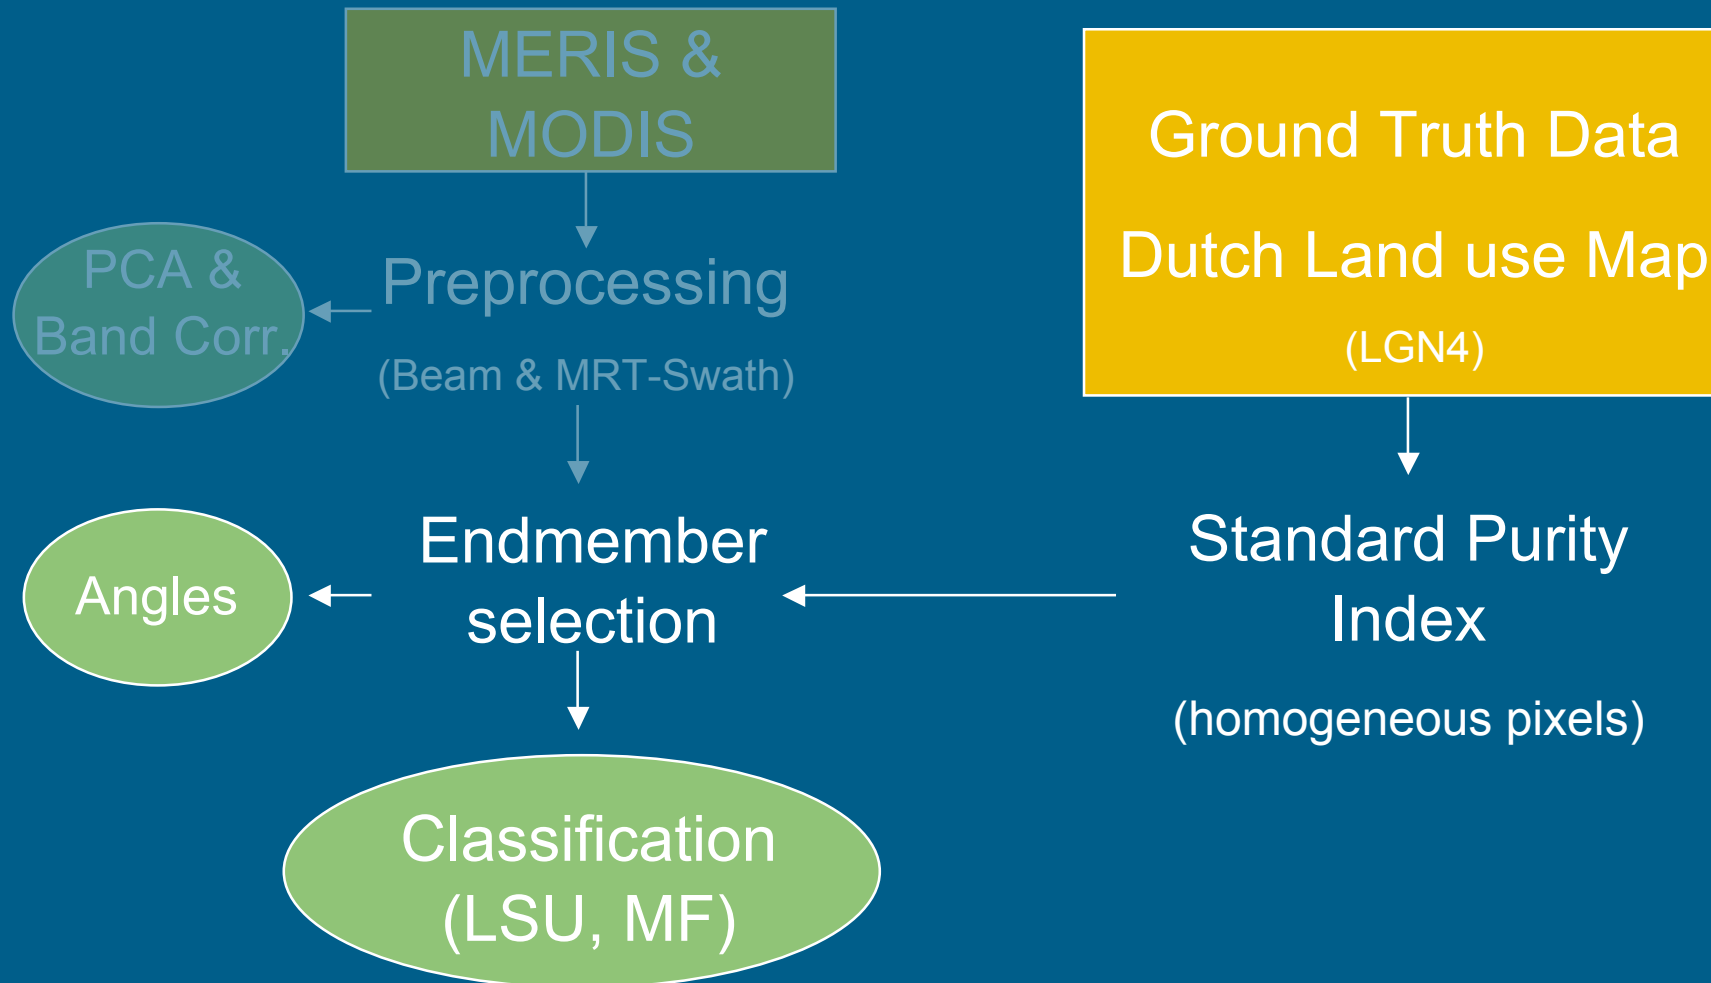 MERIS &
MODIS
PCA &
Band Corr.
Preprocessing
(Beam & MRT-Swath)
Ground Truth Data
Dutch Land use Map
(LGN4)
Angles
Endmember
selection
Standard Purity
Index
(homogeneous pixels)
Classification
(LSU, MF)